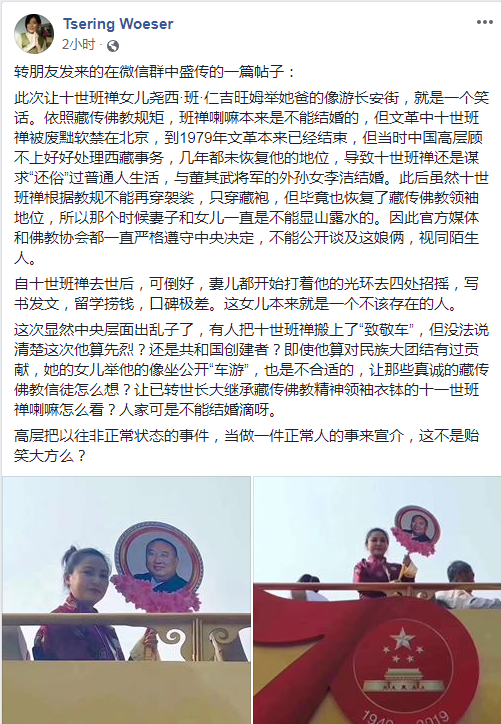 Tsering Woeser
2小时 ·
转朋友发来的在微信群中盛传的一篇帖子：
此次让十世班禅女儿尧西·班·仁吉旺姆举她爸的像游长安街，就是一个笑
话。依照藏传佛教规矩，班禅喇嘛本来是不能结婚的，但文革中十世班
禅被废黜软禁在北京，到1979年文革本来已经结束，但当时中国高层顾
不上好好处理西藏事务，几年都未恢复他的地位，导致十世班禅还是谋
求“还俗”过普通人生活，与董其武将军的外孙女李洁结婚。此后虽然十世
班禅根据教规不能再穿袈裟，只穿藏袍，但毕竟也恢复了藏传佛教领袖
地位，所以那个时候妻子和女儿一直是不能显山露水的。因此官方媒体
和佛教协会都一直严格遵守中央决定，不能公开谈及这娘俩，视同陌生
人。
自十世班禅去世后，可倒好，妻儿都开始打着他的光环去四处招摇，写
书发文，留学捞钱，口碑极差。这女儿本来就是一个不该存在的人。
这次显然中央层面出乱子了，有人把十世班禅搬上了“致敬车”，但没法说
清楚这次他算先烈？还是共和国创建者？即使他算对民族大团结有过贡
献，她的女儿举他的像坐公开“车游”，也是不合适的，让那些真诚的藏传
佛教信徒怎么想？让已转世长大继承藏传佛教精神领袖衣钵的十一世班
禅喇嘛怎么看？人家可是不能结婚滴呀。
高层把以往非正常状态的事件，当做一件正常人的事来宣介，这不是贻
笑大方么？
70
1949 2019